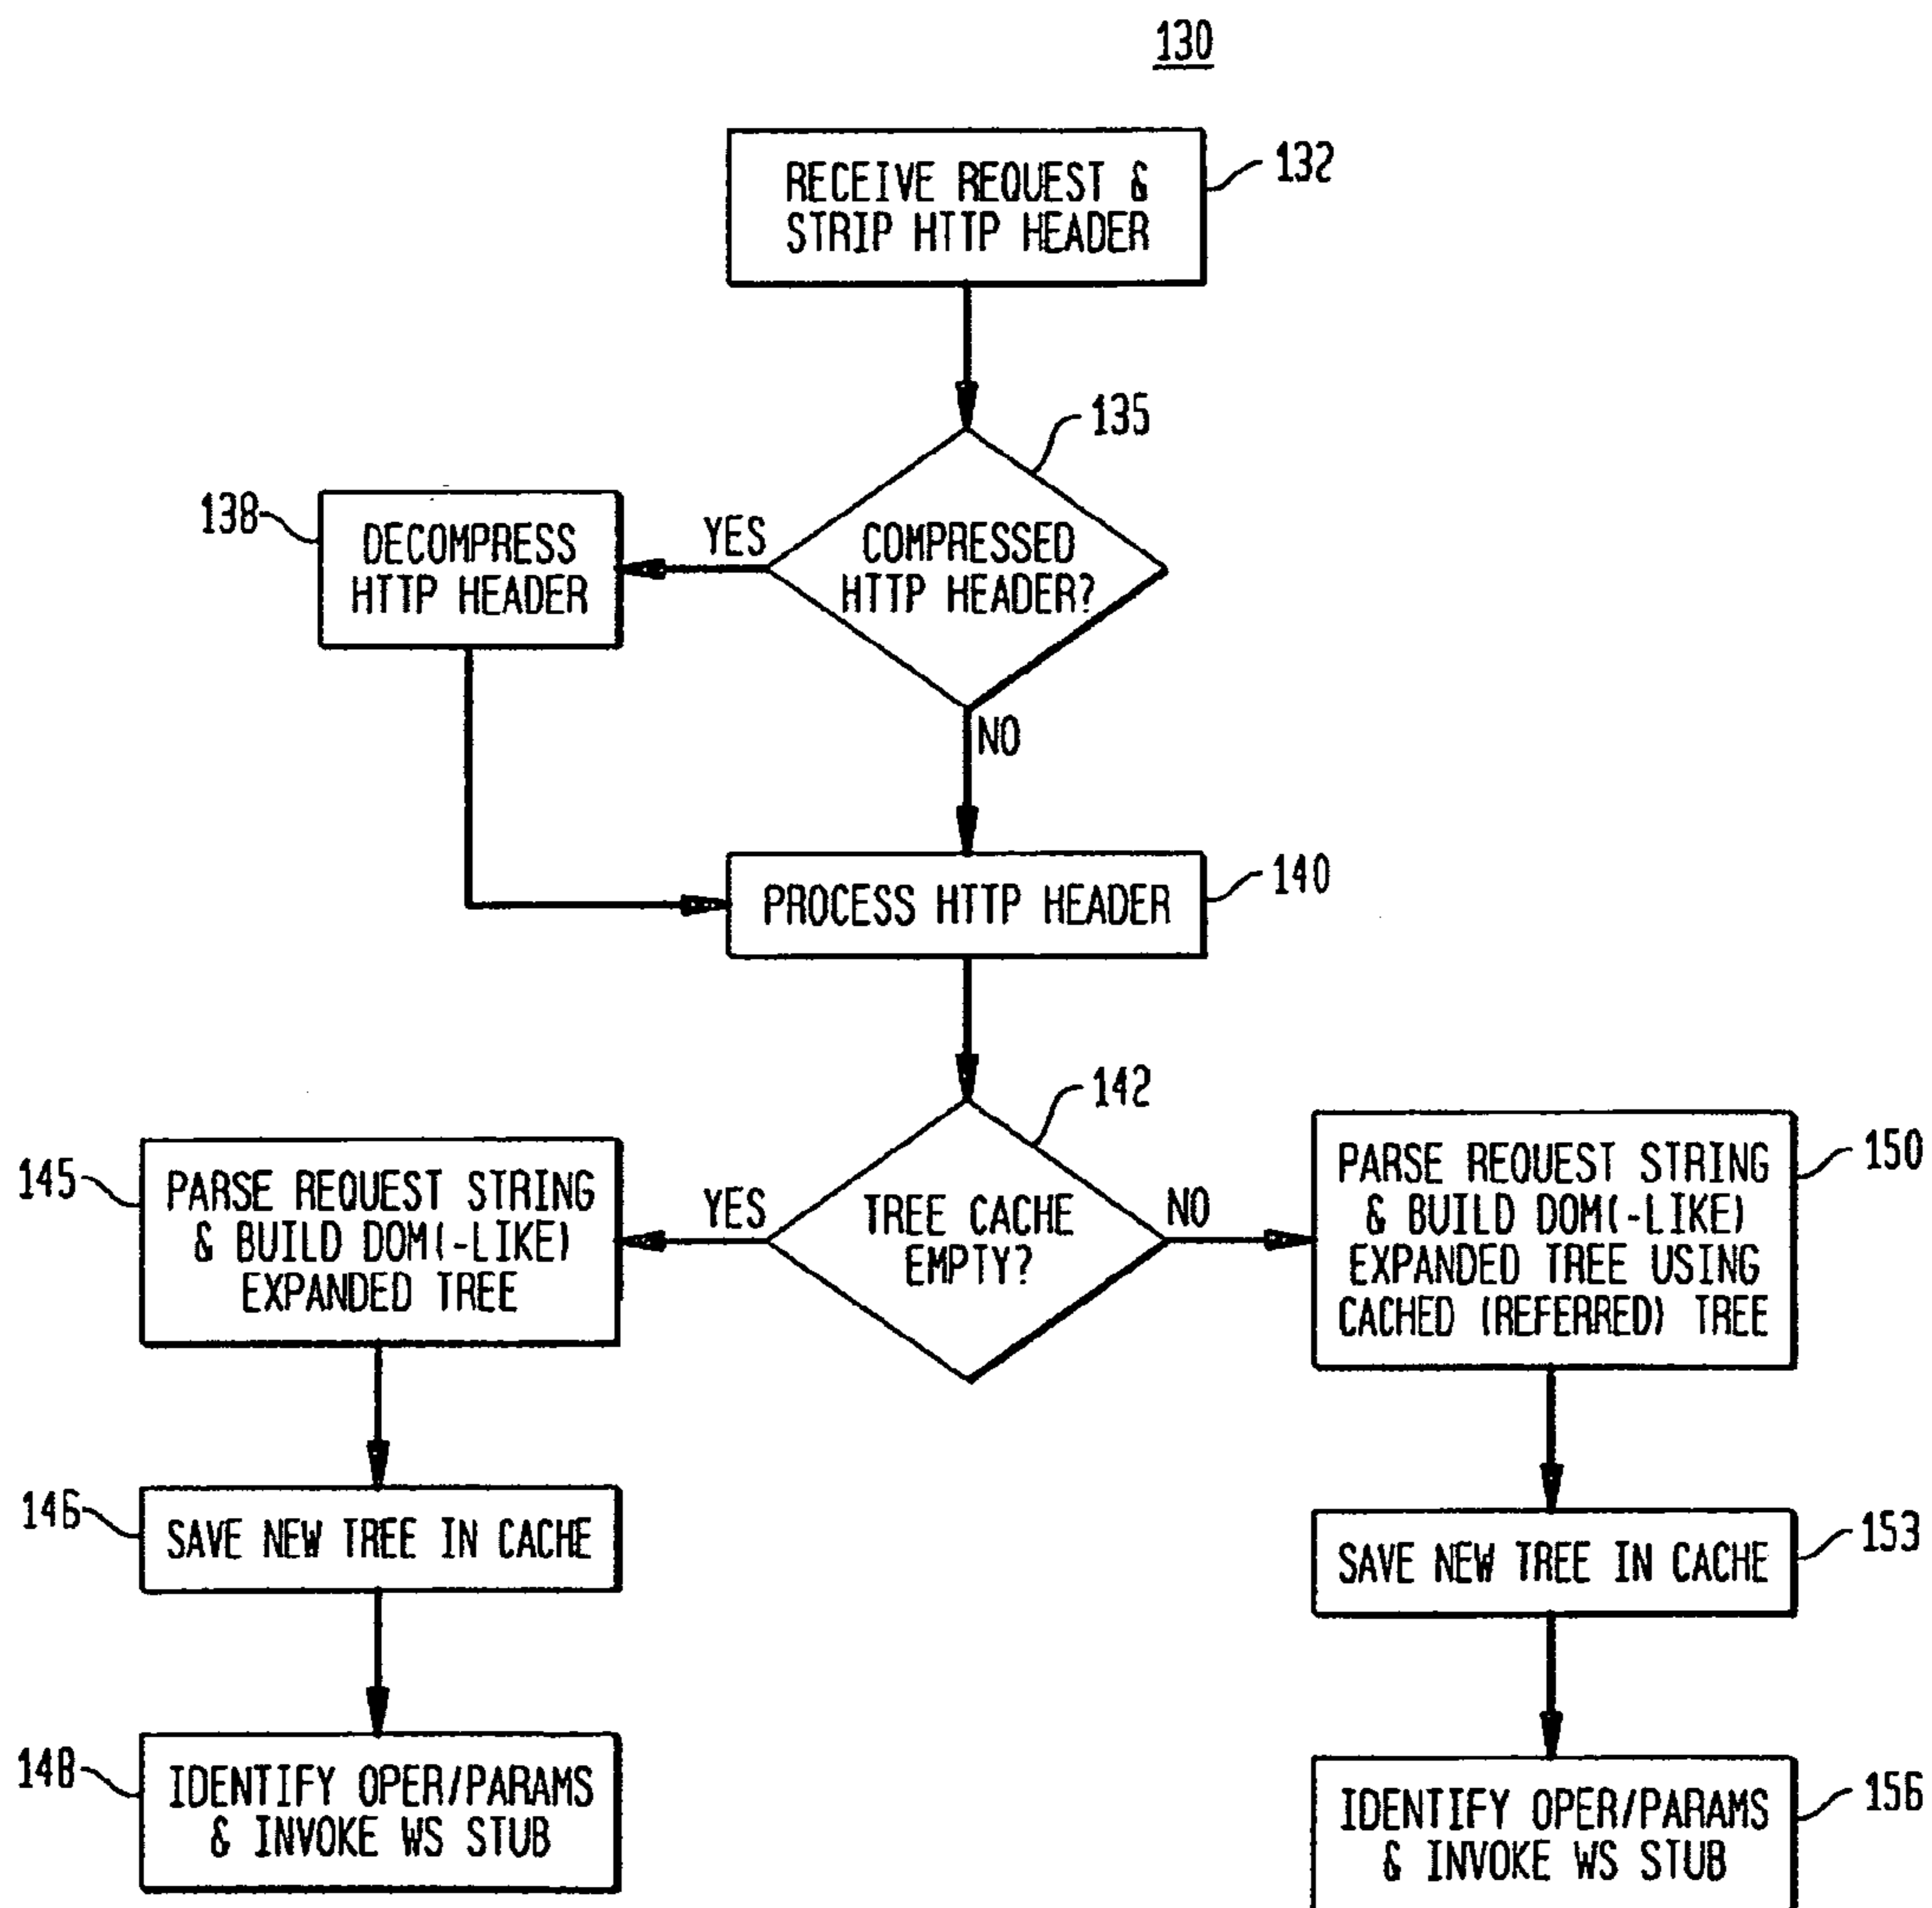 130
RECEIVE REQUEST &
STRIP HTTP HEADER
132
135
COMPRESSED
HTTP HEADER?
YES
NO
138
DECOMPRESS
HTTP HEADER
PROCESS HTTP HEADER
140
142
TREE CACHE
EMPTY?
YES
NO
145
PARSE REQUEST STRING
& BUILD DOM(-LIKE)
EXPANDED TREE
150
PARSE REQUEST STRING
& BUILD DOM(-LIKE)
EXPANDED TREE USING
CACHED (REFERRED) TREE
146
SAVE NEW TREE IN CACHE
153
SAVE NEW TREE IN CACHE
148
IDENTIFY OPER/PARAMS
& INVOKE WS STUB
156
IDENTIFY OPER/PARAMS
& INVOKE WS STUB